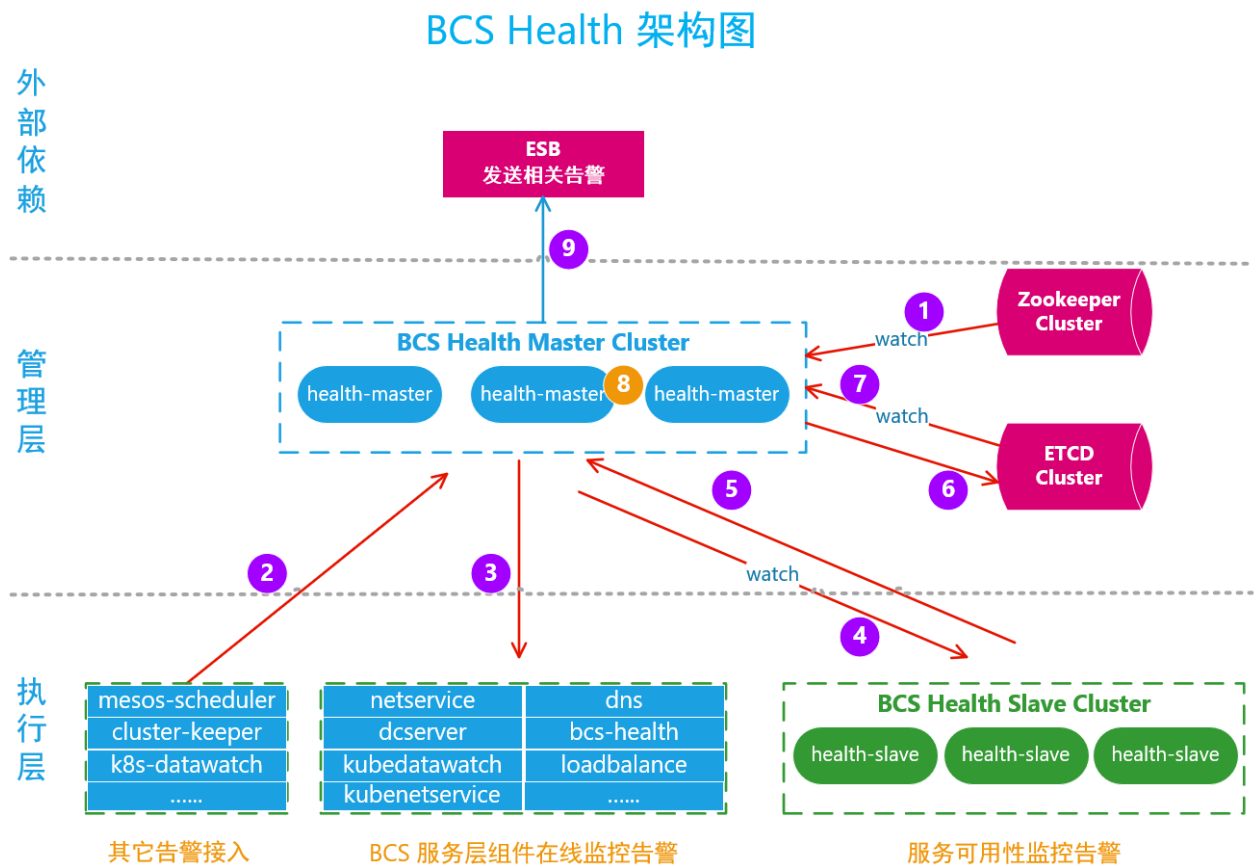 BCS Health 架构图
外部依赖
ESB
发送相关告警
9
管理层
BCS Health Master Cluster
health-master
health-master
8
health-master
1
watch
Zookeeper
Cluster
7
watch
6
ETCD
Cluster
2
3
5
watch
4
执行层
mesos-scheduler
cluster-keeper
k8s-datawatch
......
netservice
dns
dcserver
bcs-health
kubedatawatch
loadbalance
kubenetservice
......
BCS Health Slave Cluster
health-slave
health-slave
health-slave
其它告警接入
BCS 服务层组件在线监控告警
服务可用性监控告警